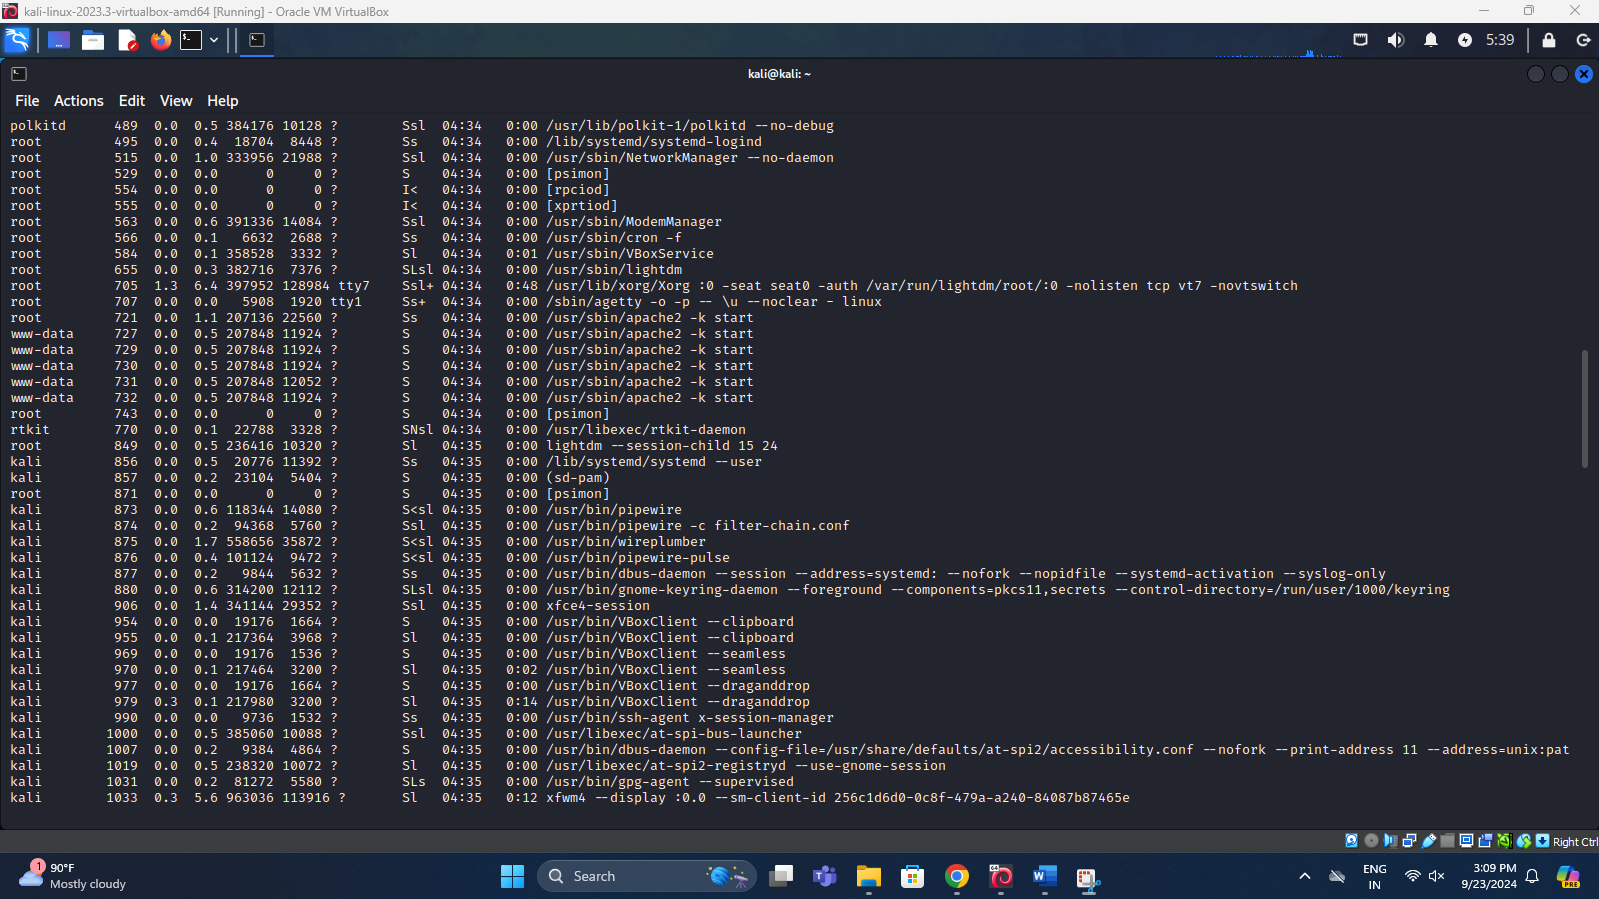 kali-linux-2023.3-virtualbox-amd64 [Running] - Oracle VM VirtualBox
5:39
kali@kali: ~
File Actions Edit View Help
polkitd 489 0.0 0.5 384176 10128 ? Ssl 04:34 0:00 /usr/lib/polkit-1/polkitd --no-debug
root 495 0.0 0.4 18704 8448 ? Ss 04:34 0:00 /lib/systemd/systemd-logind
root 515 0.0 1.0 333956 21988 ? Ssl 04:34 0:00 /usr/sbin/NetworkManager --no-daemon
root 529 0.0 0.0 0 0 ? S 04:34 0:00 [psimon]
root 554 0.0 0.0 0 0 ? I< 04:34 0:00 [rpciod]
root 555 0.0 0.0 0 0 ? I< 04:34 0:00 [xprtiod]
root 563 0.0 0.6 391336 14084 ? Ssl 04:34 0:00 /usr/sbin/ModemManager
root 566 0.0 0.1 6632 2688 ? Ss 04:34 0:00 /usr/sbin/cron -f
root 584 0.0 0.1 358528 3332 ? Sl 04:34 0:01 /usr/sbin/VBoxService
root 655 0.0 0.3 382716 7376 ? SLsl 04:34 0:00 /usr/sbin/lightdm
root 705 1.3 6.4 397952 128984 tty7 Ssl+ 04:34 0:48 /usr/lib/xorg/Xorg :0 -seat seat0 -auth /var/run/lightdm/root/:0 -nolisten tcp vt7 -novtswitch
root 707 0.0 0.0 5908 1920 tty1 Ss+ 04:34 0:00 /sbin/agetty -o -p -- \u --noclear - linux
root 721 0.0 1.1 207136 22560 ? Ss 04:34 0:00 /usr/sbin/apache2 -k start
www-data 727 0.0 0.5 207848 11924 ? S 04:34 0:00 /usr/sbin/apache2 -k start
www-data 729 0.0 0.5 207848 11924 ? S 04:34 0:00 /usr/sbin/apache2 -k start
www-data 730 0.0 0.5 207848 11924 ? S 04:34 0:00 /usr/sbin/apache2 -k start
www-data 731 0.0 0.5 207848 12052 ? S 04:34 0:00 /usr/sbin/apache2 -k start
www-data 732 0.0 0.5 207848 11924 ? S 04:34 0:00 /usr/sbin/apache2 -k start
root 743 0.0 0.0 0 0 ? S 04:34 0:00 [psimon]
rtkit 770 0.0 0.1 22788 3328 ? SNsl 04:34 0:00 /usr/libexec/rtkit-daemon
root 849 0.0 0.5 236416 10320 ? Sl 04:35 0:00 lightdm --session-child 15 24
kali 856 0.0 0.5 20776 11392 ? Ss 04:35 0:00 /lib/systemd/systemd --user
kali 857 0.0 0.2 23104 5404 ? S 04:35 0:00 (sd-pam)
root 871 0.0 0.0 0 0 ? S 04:35 0:00 [psimon]
kali 873 0.0 0.6 118344 14080 ? S<sl 04:35 0:00 /usr/bin/pipewire
kali 874 0.0 0.2 94368 5760 ? Ssl 04:35 0:00 /usr/bin/pipewire -c filter-chain.conf
kali 875 0.0 1.7 558656 35872 ? S<sl 04:35 0:00 /usr/bin/wireplumber
kali 876 0.0 0.4 101124 9472 ? S<sl 04:35 0:00 /usr/bin/pipewire-pulse
kali 877 0.0 0.2 9844 5632 ? Ss 04:35 0:00 /usr/bin/dbus-daemon --session --address=systemd: --nofork --nopidfile --systemd-activation --syslog-only
kali 880 0.0 0.6 314200 12112 ? SLsl 04:35 0:00 /usr/bin/gnome-keyring-daemon --foreground --components=pkcs11,secrets --control-directory=/run/user/1000/keyring
kali 906 0.0 1.4 341144 29352 ? Ssl 04:35 0:00 xfce4-session
kali 954 0.0 0.0 19176 1664 ? S 04:35 0:00 /usr/bin/VBoxClient --clipboard
kali 955 0.0 0.1 217364 3968 ? Sl 04:35 0:00 /usr/bin/VBoxClient --clipboard
kali 969 0.0 0.0 19176 1536 ? S 04:35 0:00 /usr/bin/VBoxClient --seamless
kali 970 0.0 0.1 217464 3200 ? Sl 04:35 0:02 /usr/bin/VBoxClient --seamless
kali 977 0.0 0.0 19176 1664 ? S 04:35 0:00 /usr/bin/VBoxClient --draganddrop
kali 979 0.3 0.1 217980 3200 ? Sl 04:35 0:14 /usr/bin/VBoxClient --draganddrop
kali 990 0.0 0.0 9736 1532 ? Ss 04:35 0:00 /usr/bin/ssh-agent x-session-manager
kali 1000 0.0 0.5 385060 10088 ? Ssl 04:35 0:00 /usr/libexec/at-spi-bus-launcher
kali 1007 0.0 0.2 9384 4864 ? S 04:35 0:00 /usr/bin/dbus-daemon --config-file=/usr/share/defaults/at-spi2/accessibility.conf --nofork --print-address 11 --address=unix:pat
kali 1019 0.0 0.5 238320 10072 ? Sl 04:35 0:00 /usr/libexec/at-spi2-registryd --use-gnome-session
kali 1031 0.0 0.2 81272 5580 ? SLs 04:35 0:00 /usr/bin/gpg-agent --supervised
kali 1033 0.3 5.6 963036 113916 ? Sl 04:35 0:12 xfwm4 --display :0.0 --sm-client-id 256c1d6d0-0c8f-479a-a240-84087b87465e
Right Ctrl
1
90°F
Mostly cloudy
Search
ENG
IN
3:09 PM
9/23/2024
PRE